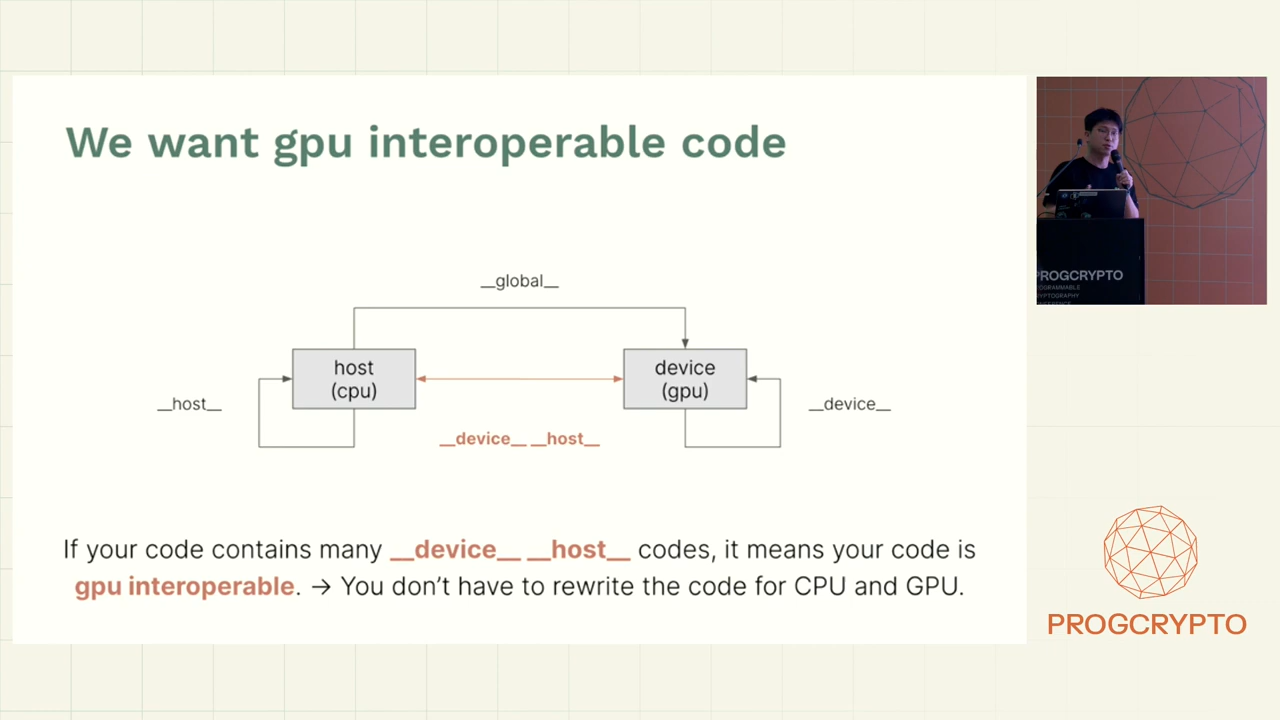 We want gpu interoperable code
__global__
host
(cpu)
device
(gpu)
__host__
__device__
__device__ __host__
If your code contains many __device__ __host__ codes, it means your code is
gpu interoperable. → You don’t have to rewrite the code for CPU and GPU.
PROGCRYPTO
PROGCRYPTO